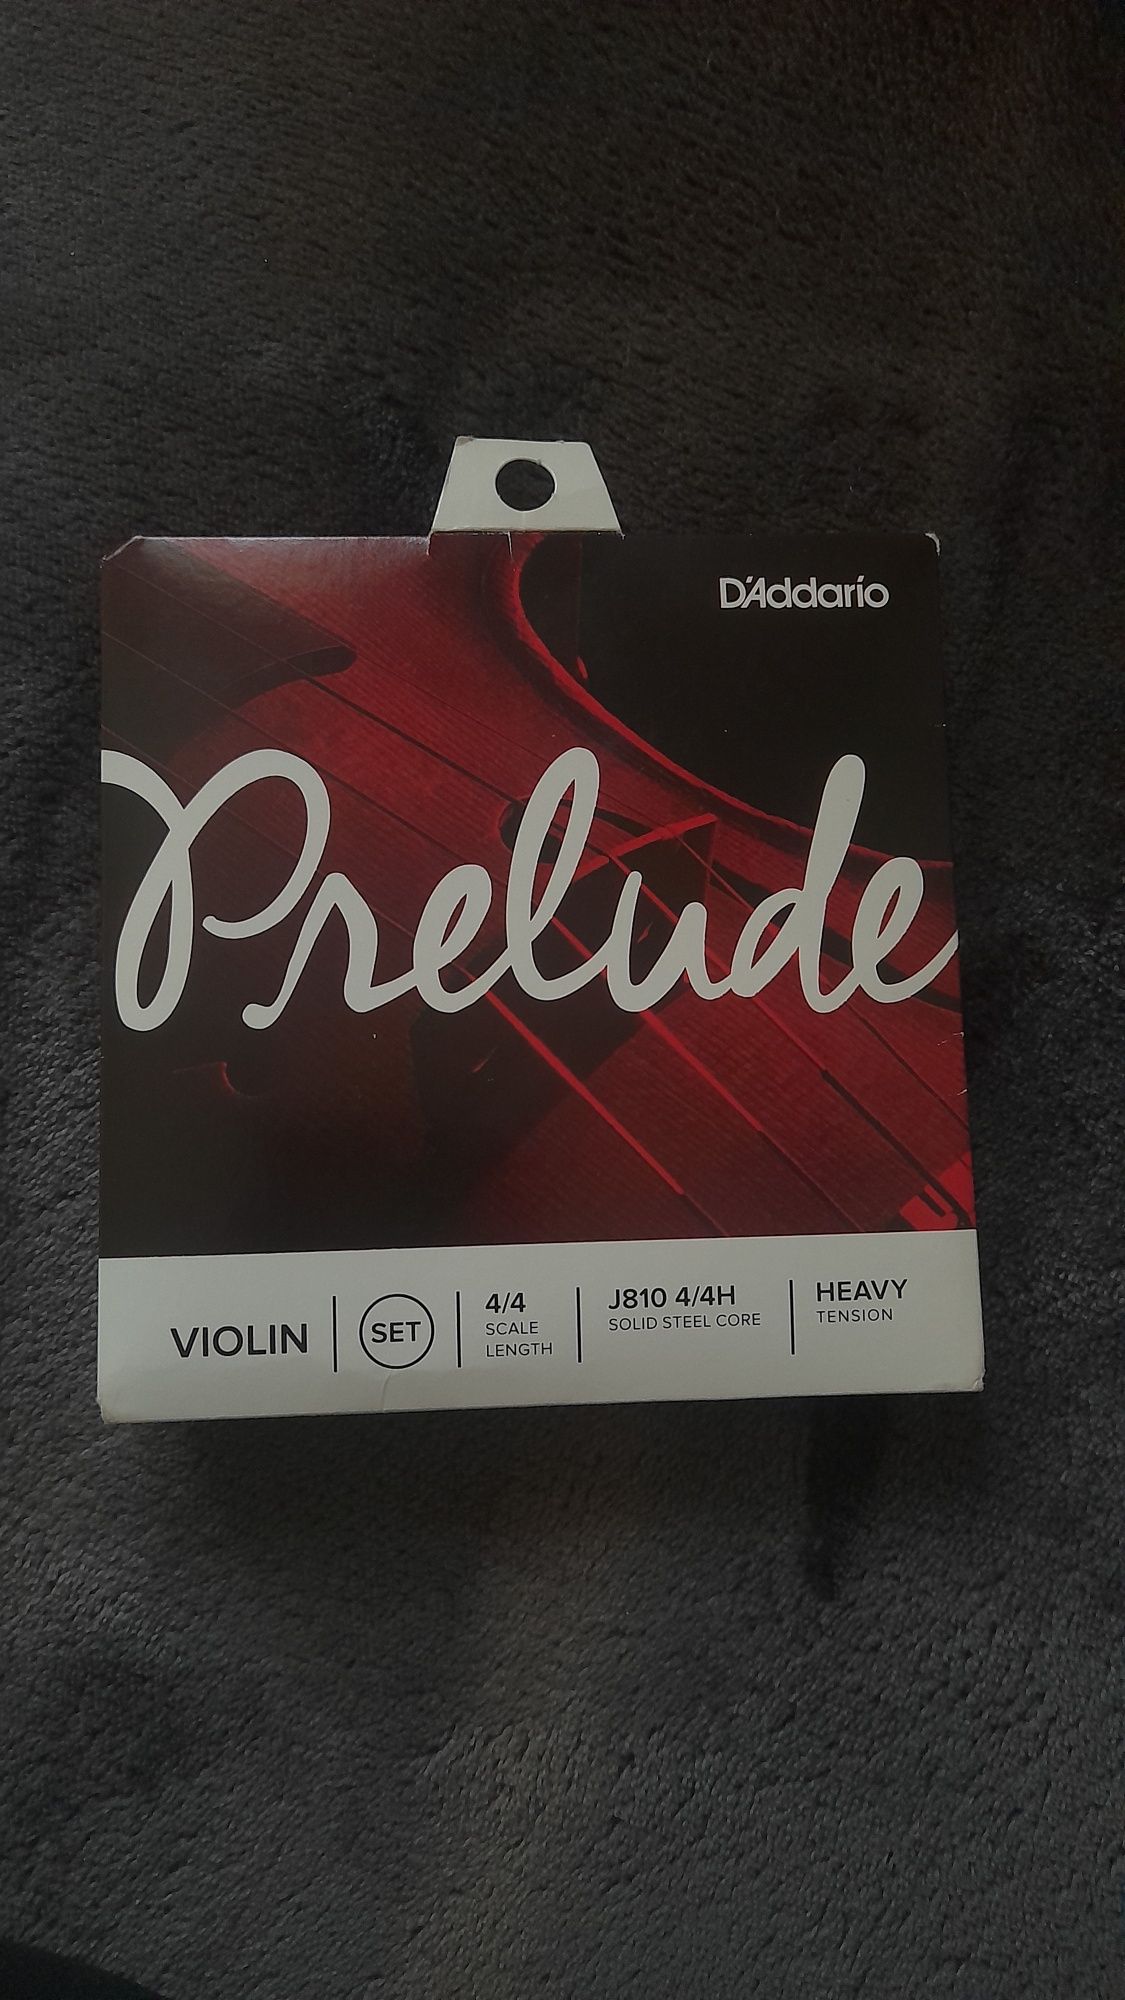 D'Addario
Prelude
VIOLIN
SET
4/4
SCALE
LENGTH
J810 4/4H
SOLID STEEL CORE
HEAVY
TENSION